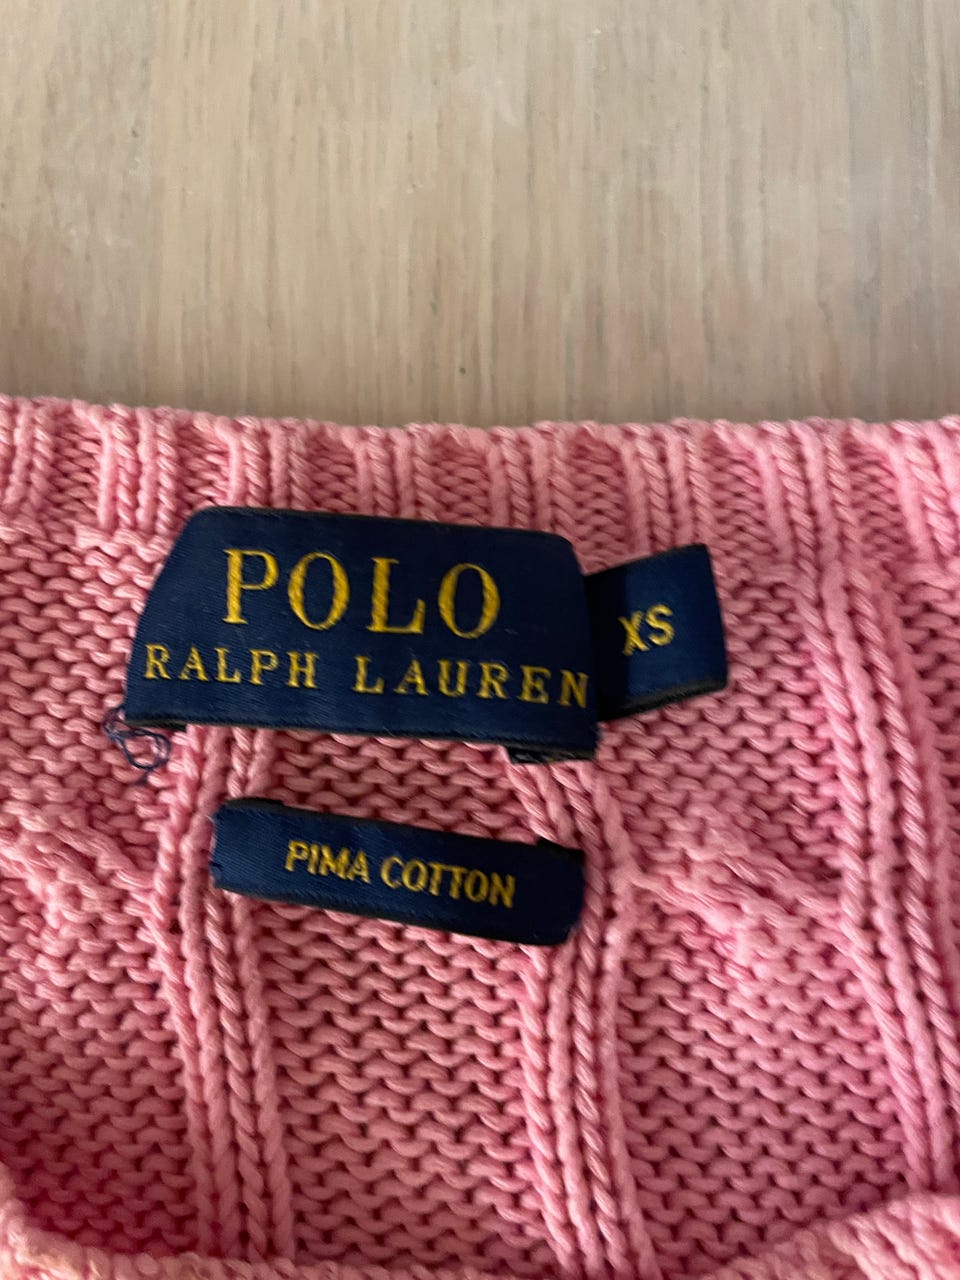 POLO
RALPH LAUREN
XS
PIMA COTTON